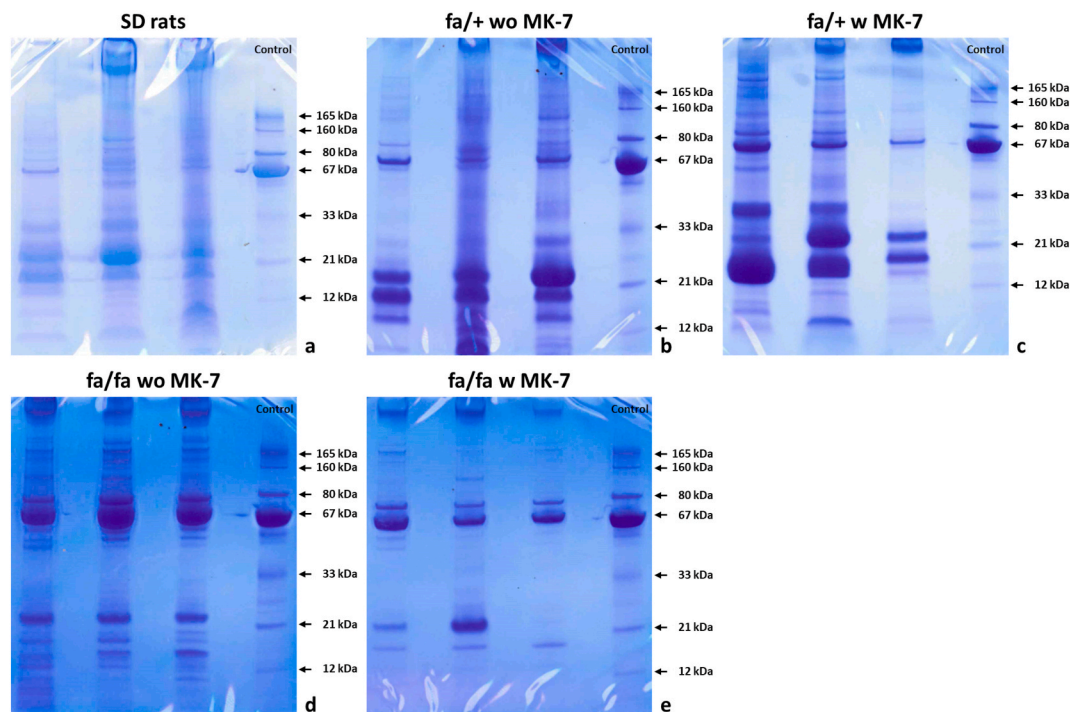 SD rats
Control
165 kDa
160 kDa
80 kDa
67 kDa
33 kDa
21 kDa
12 kDa
a
fa/+ wo MK-7
Control
165 kDa
160 kDa
80 kDa
67 kDa
33 kDa
21 kDa
12 kDa
b
fa/+ w MK-7
Control
165 kDa
160 kDa
80 kDa
67 kDa
33 kDa
21 kDa
12 kDa
c
fa/fa wo MK-7
Control
165 kDa
160 kDa
80 kDa
67 kDa
33 kDa
21 kDa
12 kDa
d
fa/fa w MK-7
Control
165 kDa
160 kDa
80 kDa
67 kDa
33 kDa
21 kDa
12 kDa
e